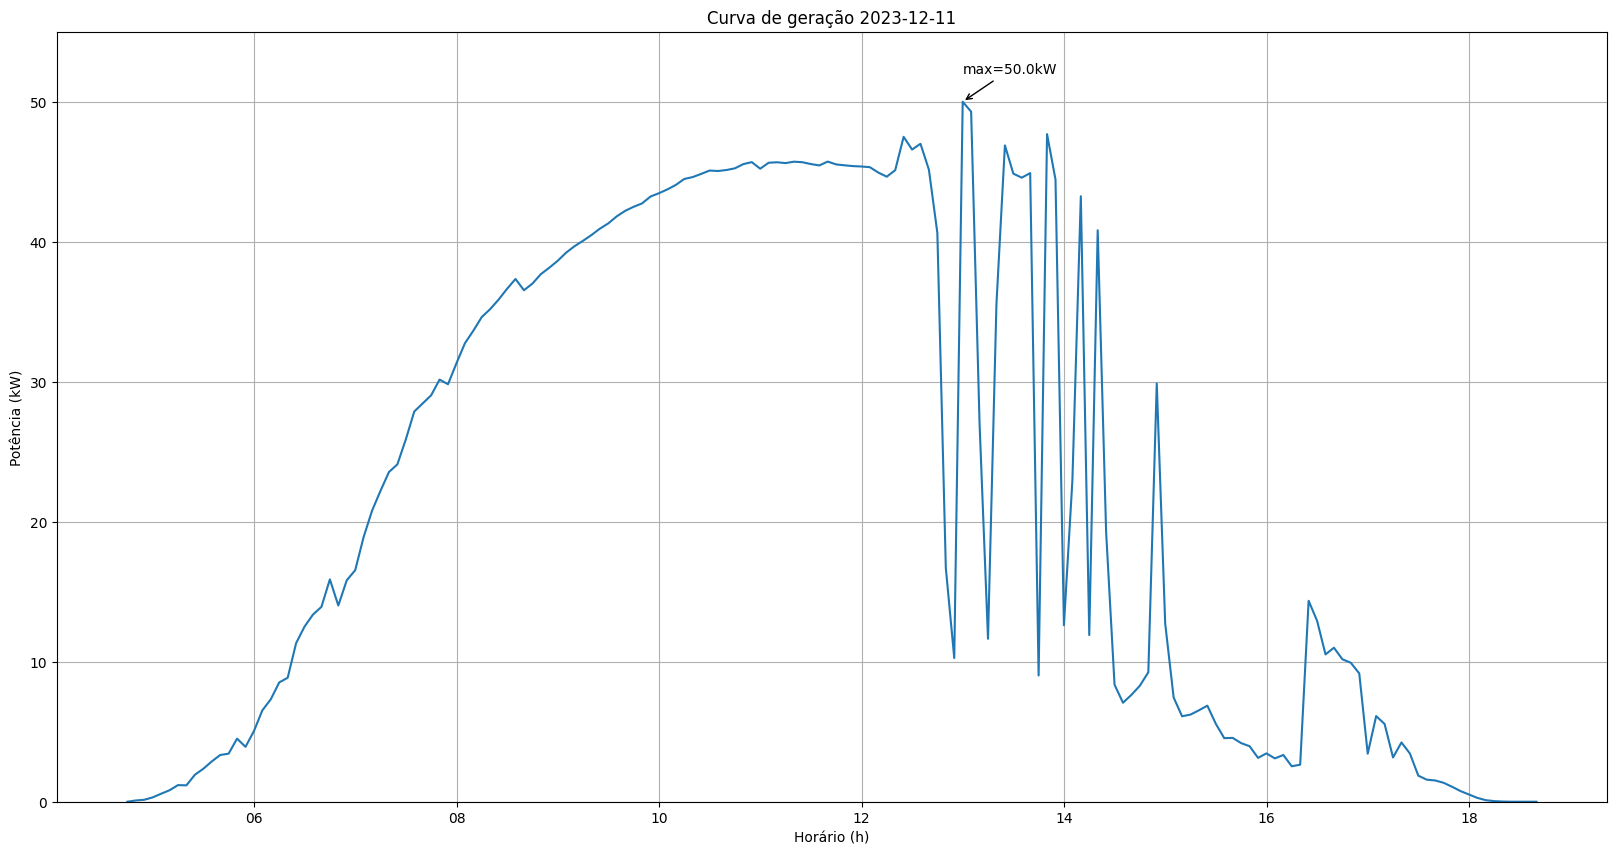 Curva de geração 2023-12-11
max=50.0kW
50
40
30
20
10
0
Potência (kW)
06 08 10 12 14 16 18
Horário (h)